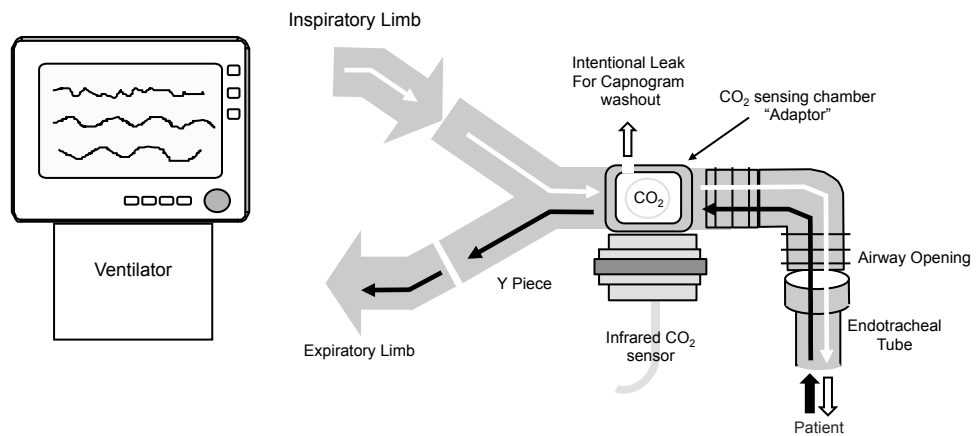 Inspiratory Limb
Intentional Leak
For Capnogram
washout
CO₂ sensing chamber
“Adaptor”
CO₂
Ventilator
Y Piece
Airway Opening
Expiratory Limb
Infrared CO₂
sensor
Endotracheal
Tube
Patient